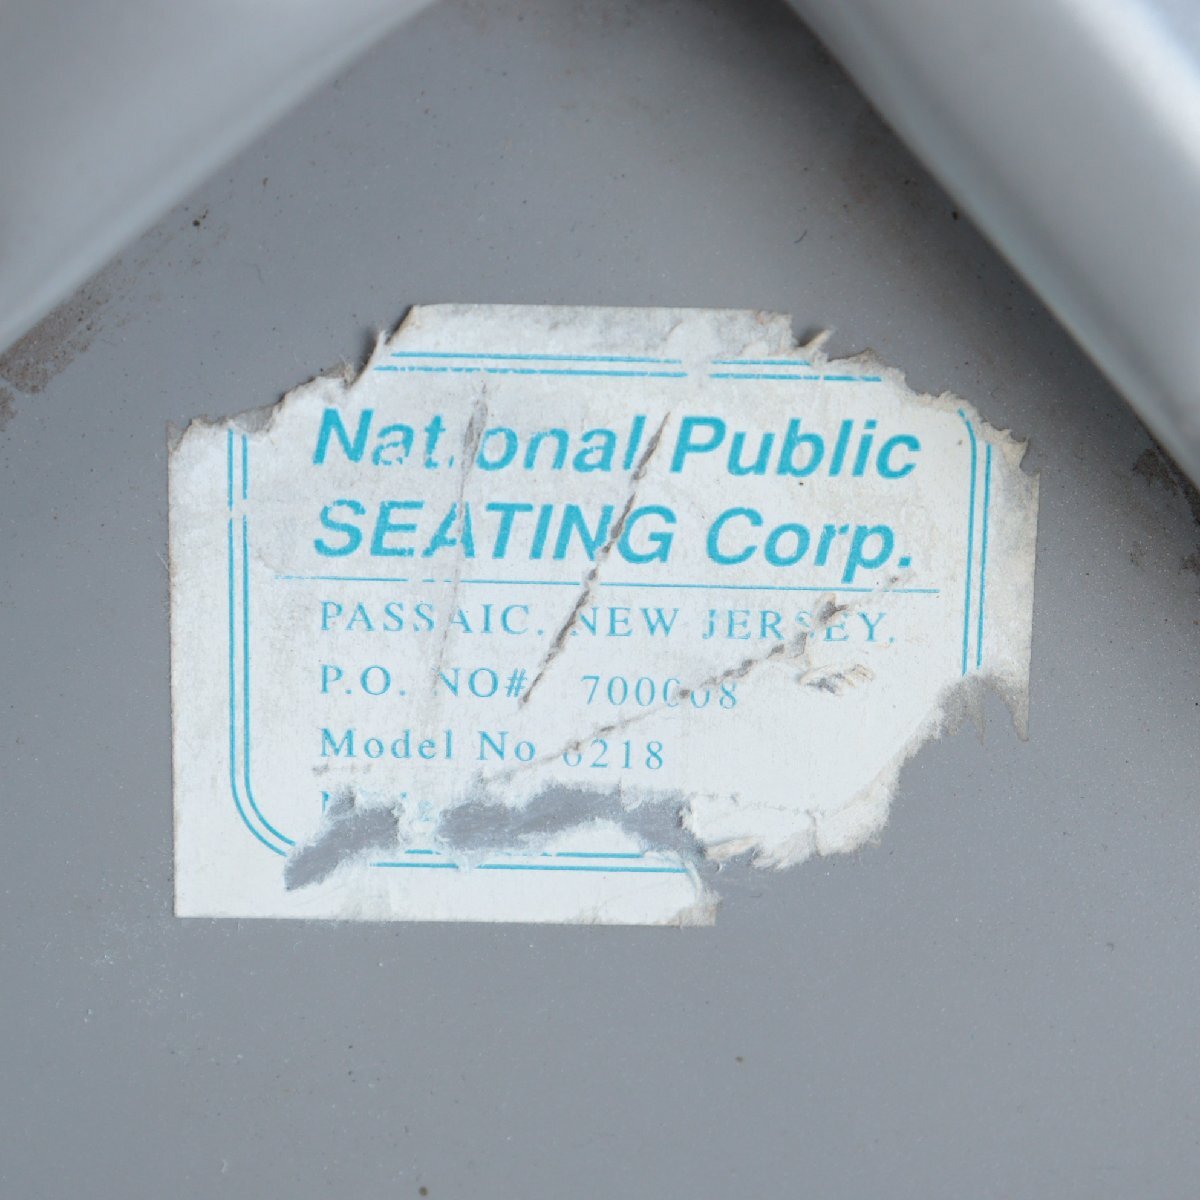 National Public
SEATING Corp.
PASSAIC. NEW JERSEY.
P.O. NO# 700008
Model No 6218